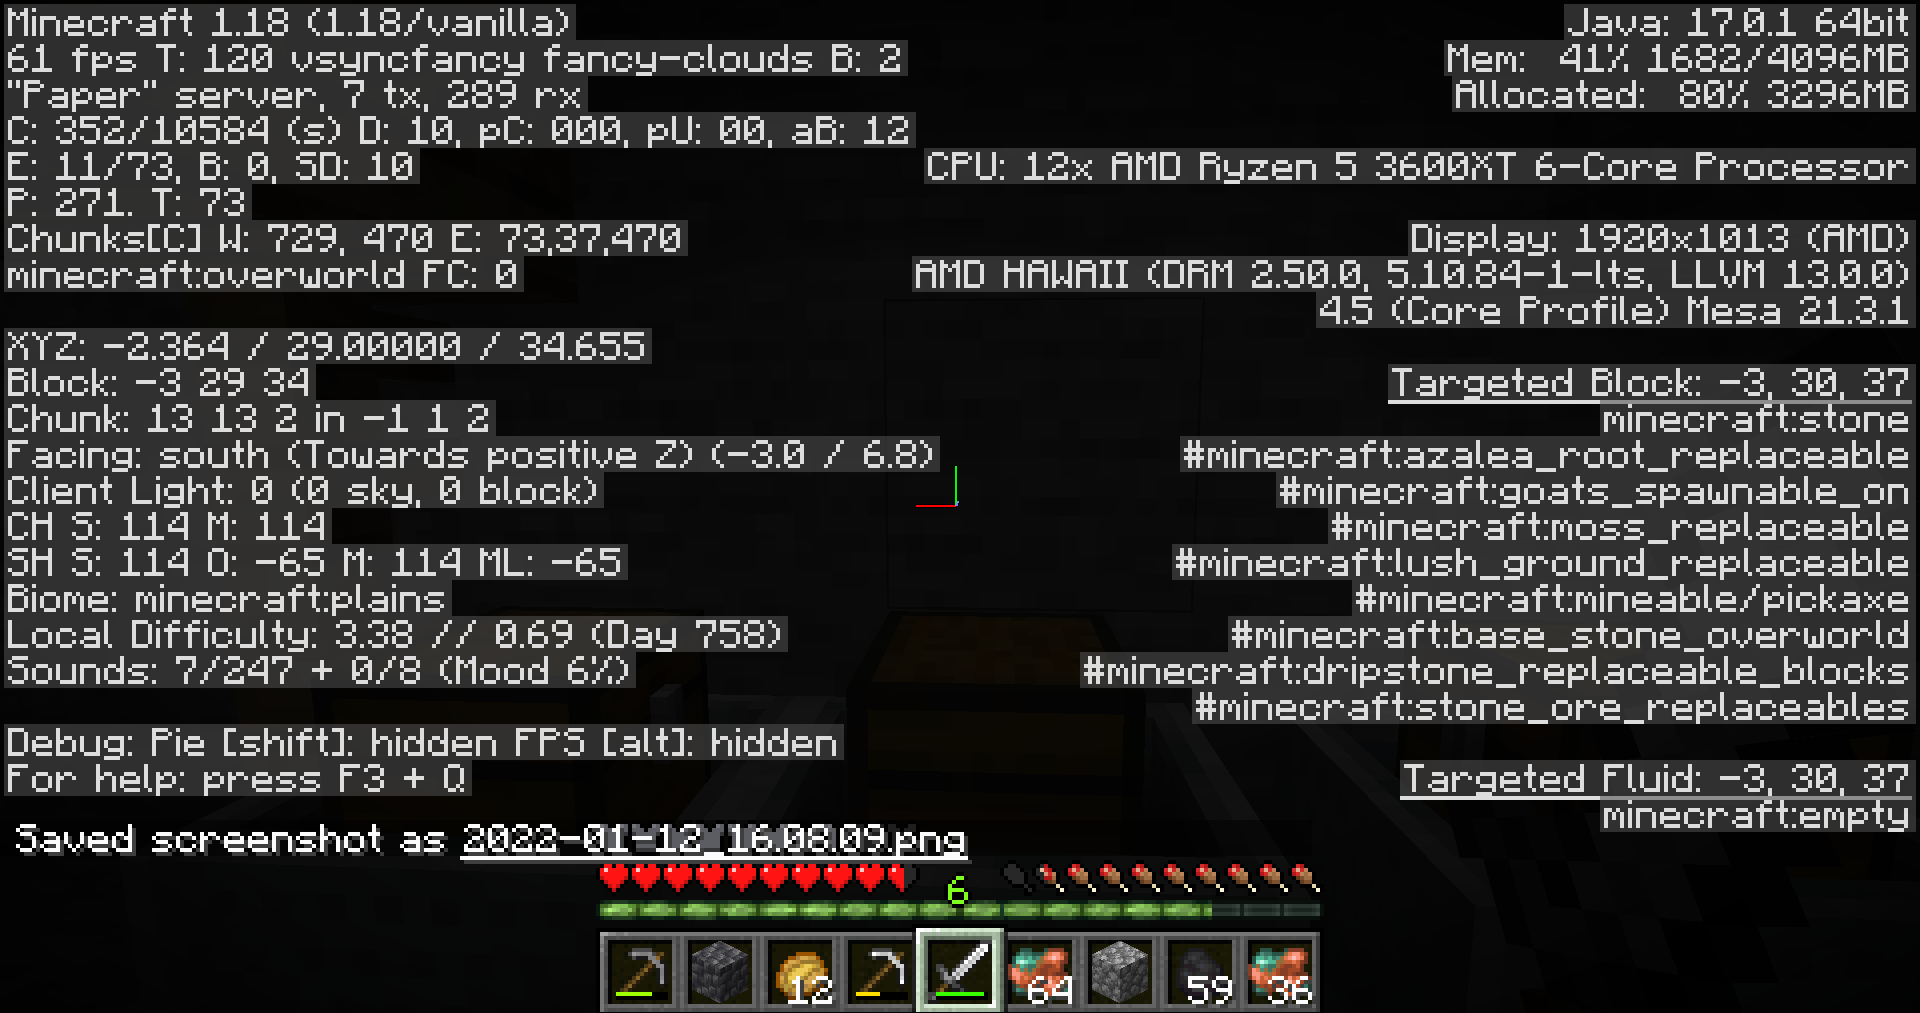 Minecraft 1.18 (1.18/vanilla)
61 fps T: 120 vsyncfancy fancy-clouds B: 2
"Paper" server, 7 tx, 289 rx
C: 352/10584 (s) D: 10, pC: 000, pU: 00, aB: 12
E: 11/73, B: 0, SD: 10
P: 271. T: 73
Chunks[C] W: 729, 470 E: 73,37,470
minecraft:overworld FC: 0
XYZ: -2.364 / 29.00000 / 34.655
Block: -3 29 34
Chunk: 13 13 2 in -1 1 2
Facing: south (Towards positive Z) (-3.0 / 6.8)
Client Light: 0 (0 sky, 0 block)
CH S: 114 M: 114
SH S: 114 O: -65 M: 114 ML: -65
Biome: minecraft:plains
Local Difficulty: 3.38 // 0.69 (Day 758)
Sounds: 7/247 + 0/8 (Mood 6%)
Debug: Pie [shift]: hidden FPS [alt]: hidden
For help: press F3 + Q
Java: 17.0.1 64bit
Mem: 41% 1682/4096MB
Allocated: 80% 3296MB
CPU: 12x AMD Ryzen 5 3600XT 6-Core Processor
Display: 1920x1013 (AMD)
AMD HAWAII (DRM 2.50.0, 5.10.84-1-lts, LLVM 13.0.0)
4.5 (Core Profile) Mesa 21.3.1
Targeted Block: -3, 30, 37
minecraft:stone
#minecraft:azalea_root_replaceable
#minecraft:goats_spawnable_on
#minecraft:moss_replaceable
#minecraft:lush_ground_replaceable
#minecraft:mineable/pickaxe
#minecraft:base_stone_overworld
#minecraft:dripstone_replaceable_blocks
#minecraft:stone_ore_replaceables
Targeted Fluid: -3, 30, 37
minecraft:empty
Saved screenshot as 2022-01-12_16.08.09.png
6
12 64 59 36